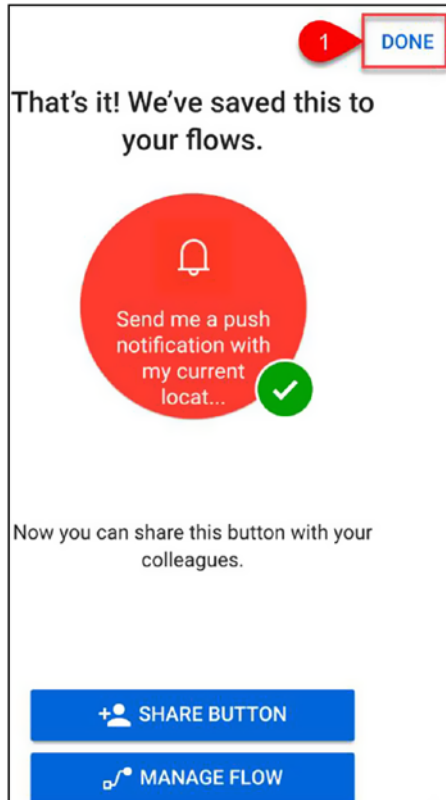 1
DONE
That's it! We've saved this to
your flows.
Send me a push
notification with
my current
locat...
Now you can share this button with your
colleagues.
SHARE BUTTON
MANAGE FLOW